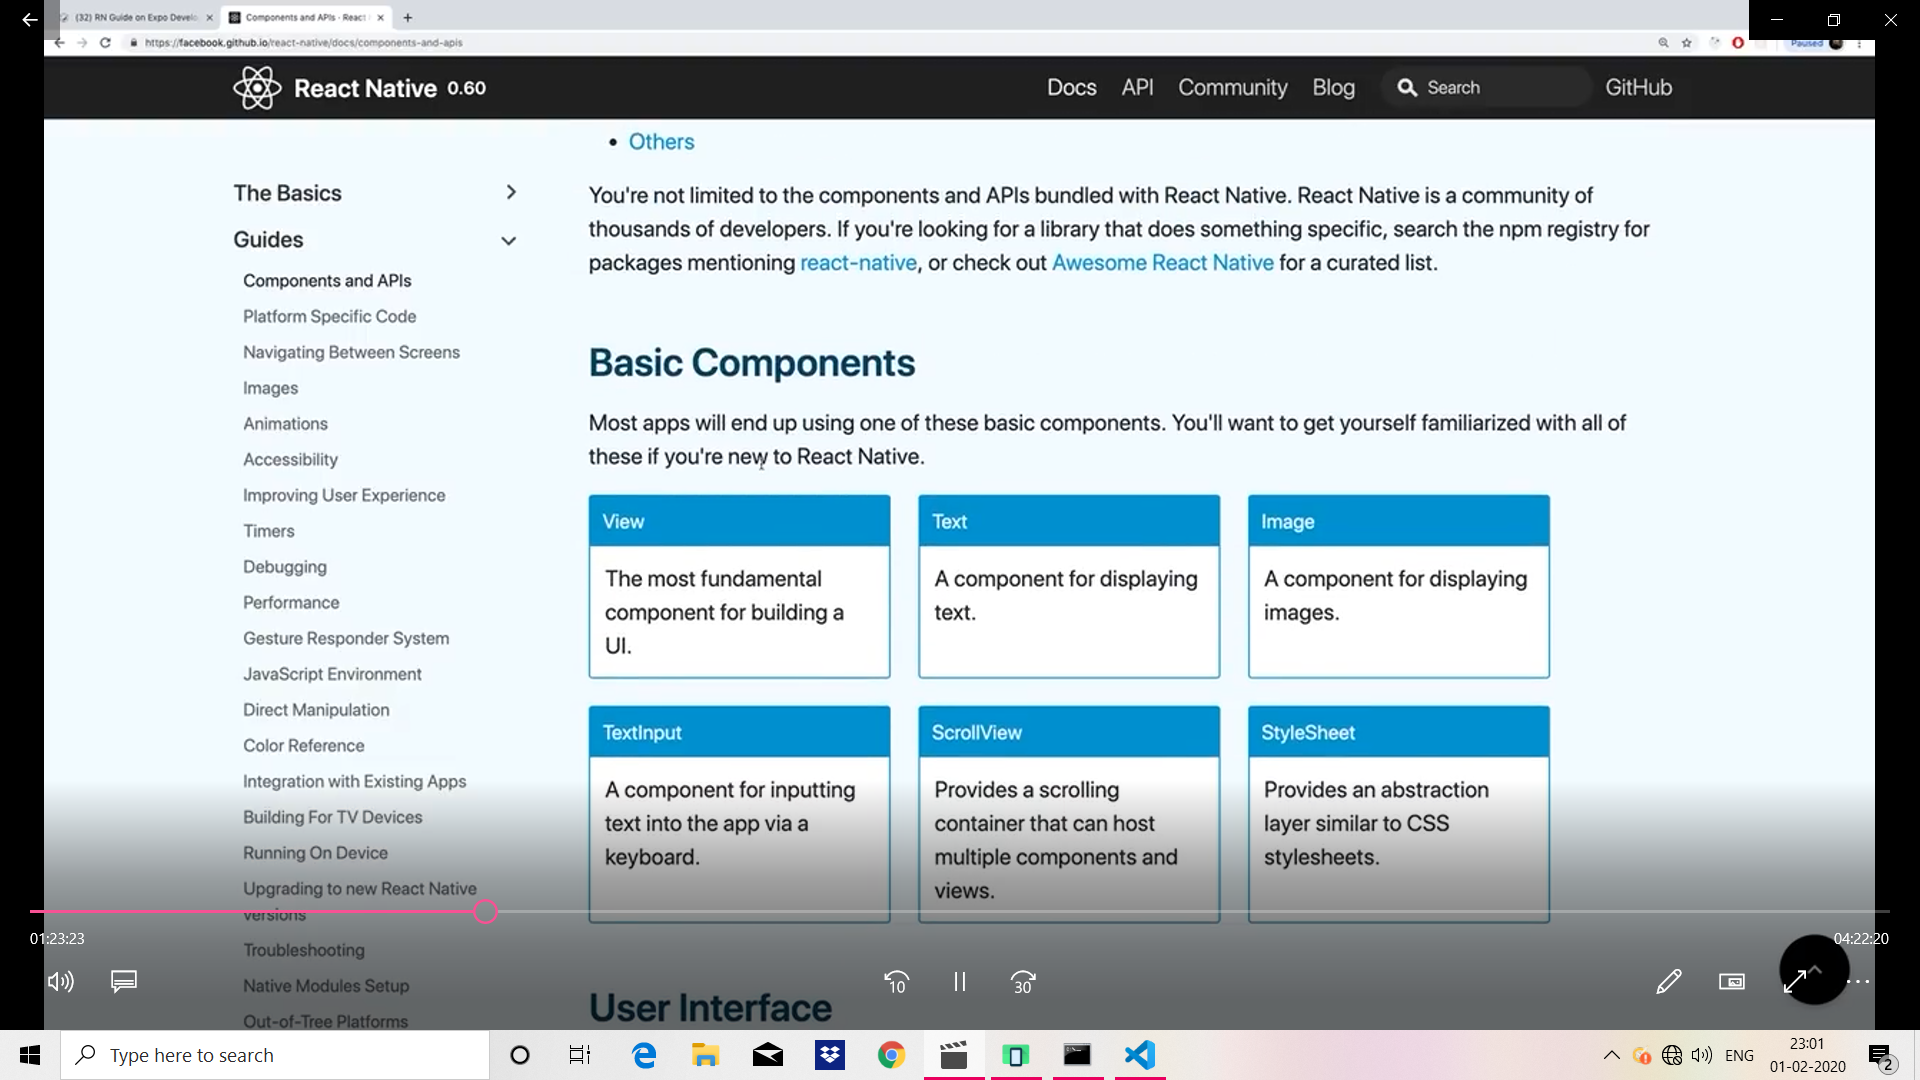 (32) RN Guide on Expo Develo
Components and APIs · React
https://facebook.github.io/react-native/docs/components-and-apis
Paused
React Native 0.60
Docs API Community Blog Search GitHub
The Basics
Guides
Components and APIs
Platform Specific Code
Navigating Between Screens
Images
Animations
Accessibility
Improving User Experience
Timers
Debugging
Performance
Gesture Responder System
JavaScript Environment
Direct Manipulation
Color Reference
Integration with Existing Apps
Building For TV Devices
Running On Device
Upgrading to new React Native
versions
Troubleshooting
Native Modules Setup
Out-of-Tree Platforms
• Others
You're not limited to the components and APIs bundled with React Native. React Native is a community of
thousands of developers. If you're looking for a library that does something specific, search the npm registry for
packages mentioning react-native, or check out Awesome React Native for a curated list.
Basic Components
Most apps will end up using one of these basic components. You'll want to get yourself familiarized with all of
these if you're new to React Native.
View
The most fundamental
component for building a
UI.
Text
A component for displaying
text.
Image
A component for displaying
images.
TextInput
A component for inputting
text into the app via a
keyboard.
ScrollView
Provides a scrolling
container that can host
multiple components and
views.
StyleSheet
Provides an abstraction
layer similar to CSS
stylesheets.
User Interface
01:23:23
04:22:20
10
30
Type here to search
ENG
23:01
01-02-2020
2